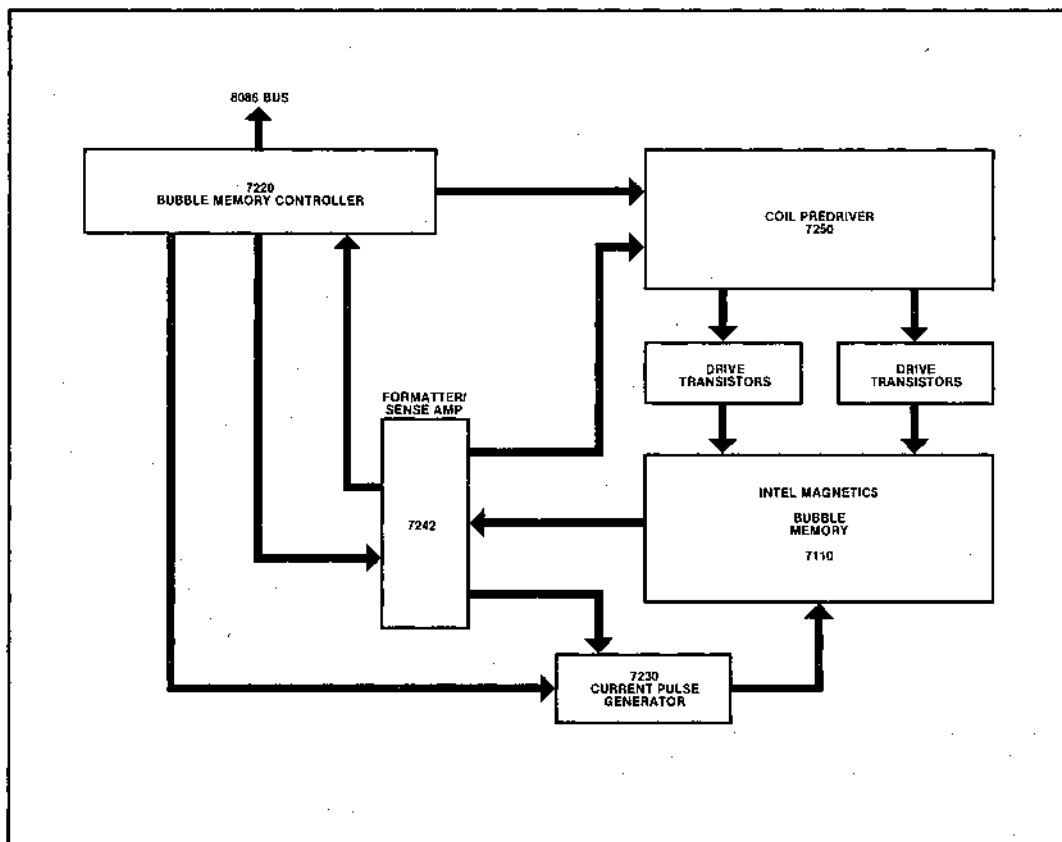 8086 BUS
7220
BUBBLE MEMORY CONTROLLER
COIL PREDRIVER
7250
DRIVE
TRANSISTORS
DRIVE
TRANSISTORS
FORMATTER/
SENSE AMP
7242
INTEL MAGNETICS
BUBBLE
MEMORY
7110
7230
CURRENT PULSE
GENERATOR